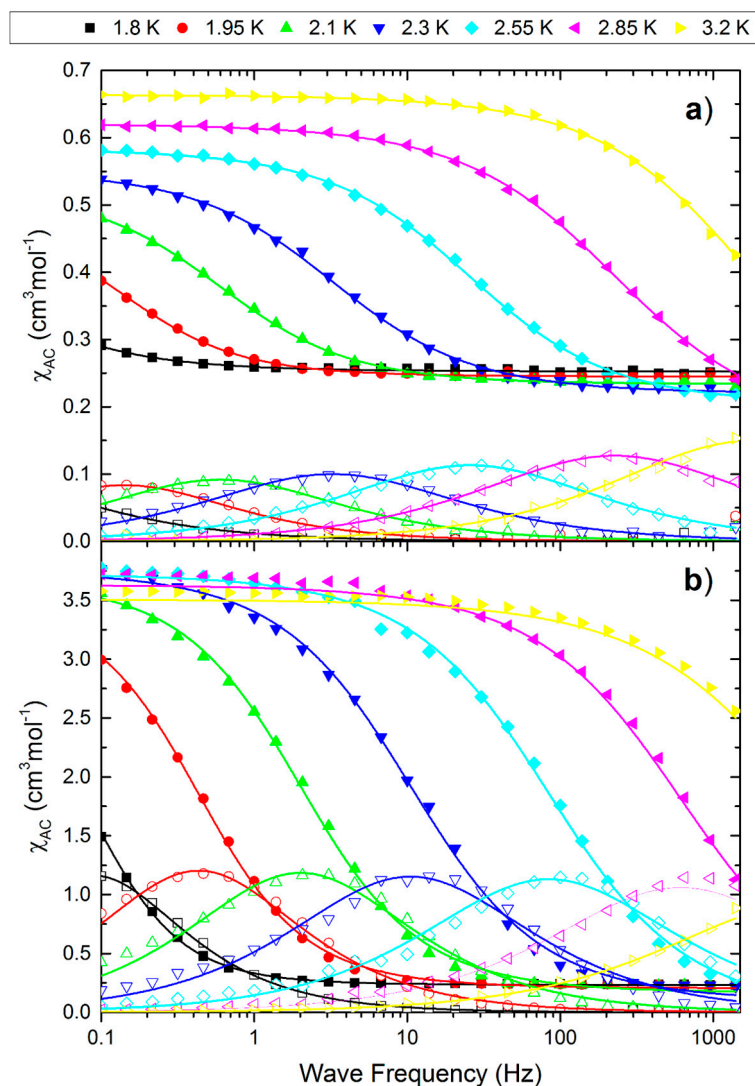 1.8 K 1.95 K 2.1 K 2.3 K 2.55 K 2.85 K 3.2 K
a)
χAC (cm³mol⁻¹)
0.7
0.6
0.5
0.4
0.3
0.2
0.1
0.0
b)
χAC (cm³mol⁻¹)
3.5
3.0
2.5
2.0
1.5
1.0
0.5
0.0
0.1 1 10 100 1000
Wave Frequency (Hz)